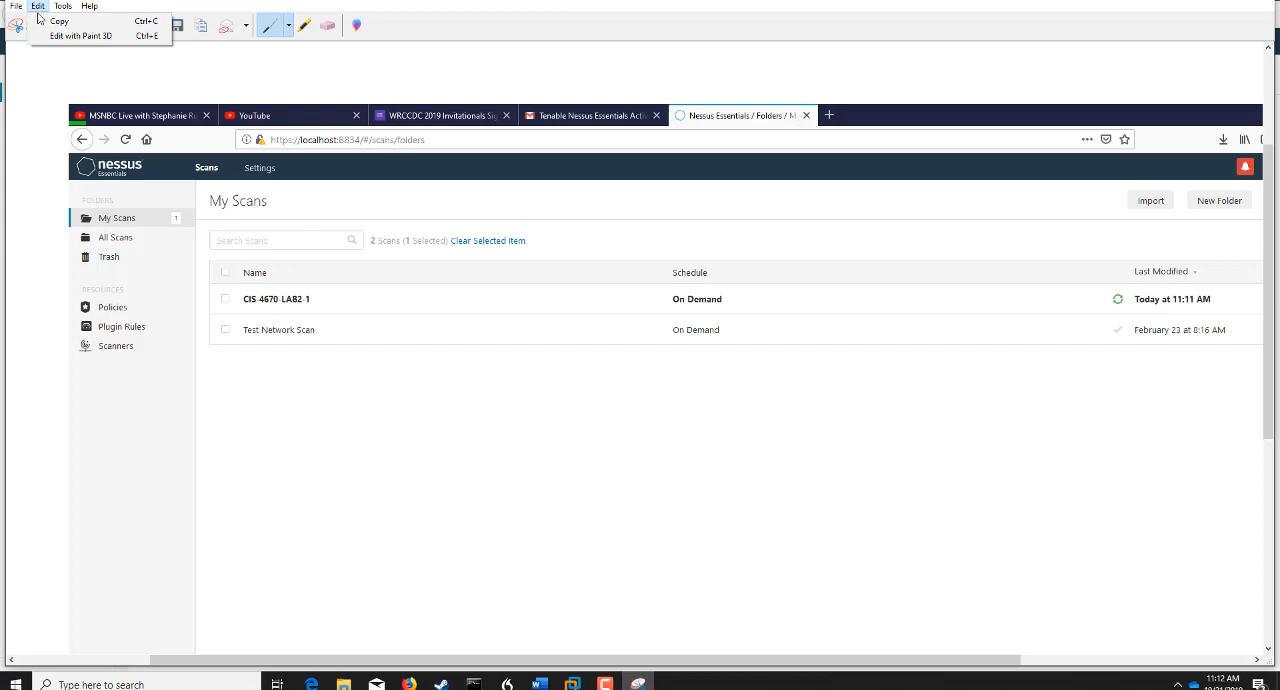 File Edit Tools Help
Copy Ctrl+C
Edit with Paint 3D Ctrl+E
MSNBC Live with Stephanie Ru YouTube WRCCDC 2019 Invitationals Sig Tenable Nessus Essentials Activ Nessus Essentials / Folders / M
https://localhost:8834/#/scans/folders
nessus Essentials Scans Settings
FOLDERS
My Scans 1
All Scans
Trash
RESOURCES
Policies
Plugin Rules
Scanners
My Scans Import New Folder
Search Scans 2 Scans (1 Selected) Clear Selected Item
Name Schedule Last Modified
CIS-4670-LAB2-1 On Demand Today at 11:11 AM
Test Network Scan On Demand February 23 at 8:16 AM
Type here to search 11:12 AM
10/21/2019